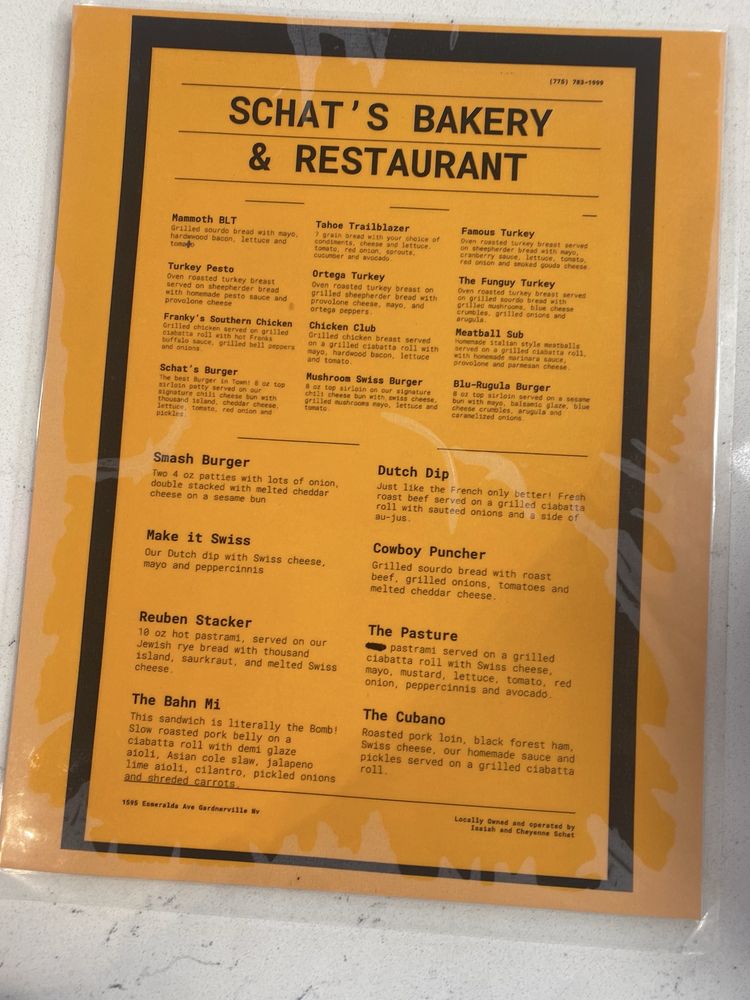 (775) 783-1999
SCHAT'S BAKERY
& RESTAURANT
Mammoth BLT
Grilled sourdo bread with mayo,
hardwwood bacon, lettuce and
tomato
Tahoe Trailblazer
7 grain bread with your choice of
condiments, cheese and lettuce,
tomato, red onion, sprouts,
cucumber and avocado.
Famous Turkey
Oven roasted turkey breast served
on sheepherder bread with mayo,
cranberry sauce, lettuce, tomato,
red onion and smoked gouda cheese.
Turkey Pesto
Oven roasted turkey breast
served on sheepherder bread
with homemade pesto sauce and
provolone cheese
Ortega Turkey
Oven roasted turkey breast on
grilled sheepherder bread with
provolone cheese, mayo, and
ortega peppers.
The Funguy Turkey
Oven roasted turkey breast served
on grilled sourdo bread with
grilled mushrooms, blue cheese
crumbles, grilled onions and
arugula.
Franky's Southern Chicken
Grilled chicken served on grilled
ciabatta roll with hot Franks
buffalo sauce, grilled bell peppers
and onions.
Chicken Club
Grilled chicken breast served
on a grilled ciabatta roll with
mayo, hardwood bacon, lettuce
and tomato.
Meatball Sub
Homemade italian style meatballs
served on a grilled ciabatta roll,
with homemade marinara sauce,
provolone and parmesan cheese.
Schat's Burger
The best Burger in Town! 8 oz top
sirloin patty served on our
signature chili cheese bun with
thousand island, cheddar cheese,
lettuce, tomato, red onion and
pickles.
Mushroom Swiss Burger
8 oz top sirloin on our signature
chili cheese bun with swiss cheese,
grilled mushrooms mayo, lettuce and
tomato.
Blu-Rugula Burger
8 oz top sirloin served on a sesame
bun with mayo, balsamic glaze, blue
cheese crumbles, arugula and
caramelized onions.
Smash Burger
Two 4 oz patties with lots of onion,
double stacked with melted cheddar
cheese on a sesame bun
Dutch Dip
Just like the French only better! Fresh
roast beef served on a grilled ciabatta
roll with sauteed onions and a side of
au-jus.
Make it Swiss
Our Dutch dip with Swiss cheese,
mayo and peppercinnis
Cowboy Puncher
Grilled sourdo bread with roast
beef, grilled onions, tomatoes and
melted cheddar cheese.
Reuben Stacker
10 oz hot pastrami, served on our
Jewish rye bread with thousand
island, saurkraut, and melted Swiss
cheese.
The Pasture
pastrami served on a grilled
ciabatta roll with Swiss cheese,
mayo, mustard, lettuce, tomato, red
onion, peppercinnis and avocado.
The Bahn Mi
This sandwich is literally the Bomb!
Slow roasted pork belly on a
ciabatta roll with demi glaze
aioli, Asian cole slaw, jalapeno
lime aioli, cilantro, pickled onions
and shreded carrots.
The Cubano
Roasted pork loin, black forest ham,
Swiss cheese, our homemade sauce and
pickles served on a grilled ciabatta
roll.
1595 Esmeralda Ave Gardnerville Nv
Locally Owned and operated by
Isaiah and Cheyenne Schat